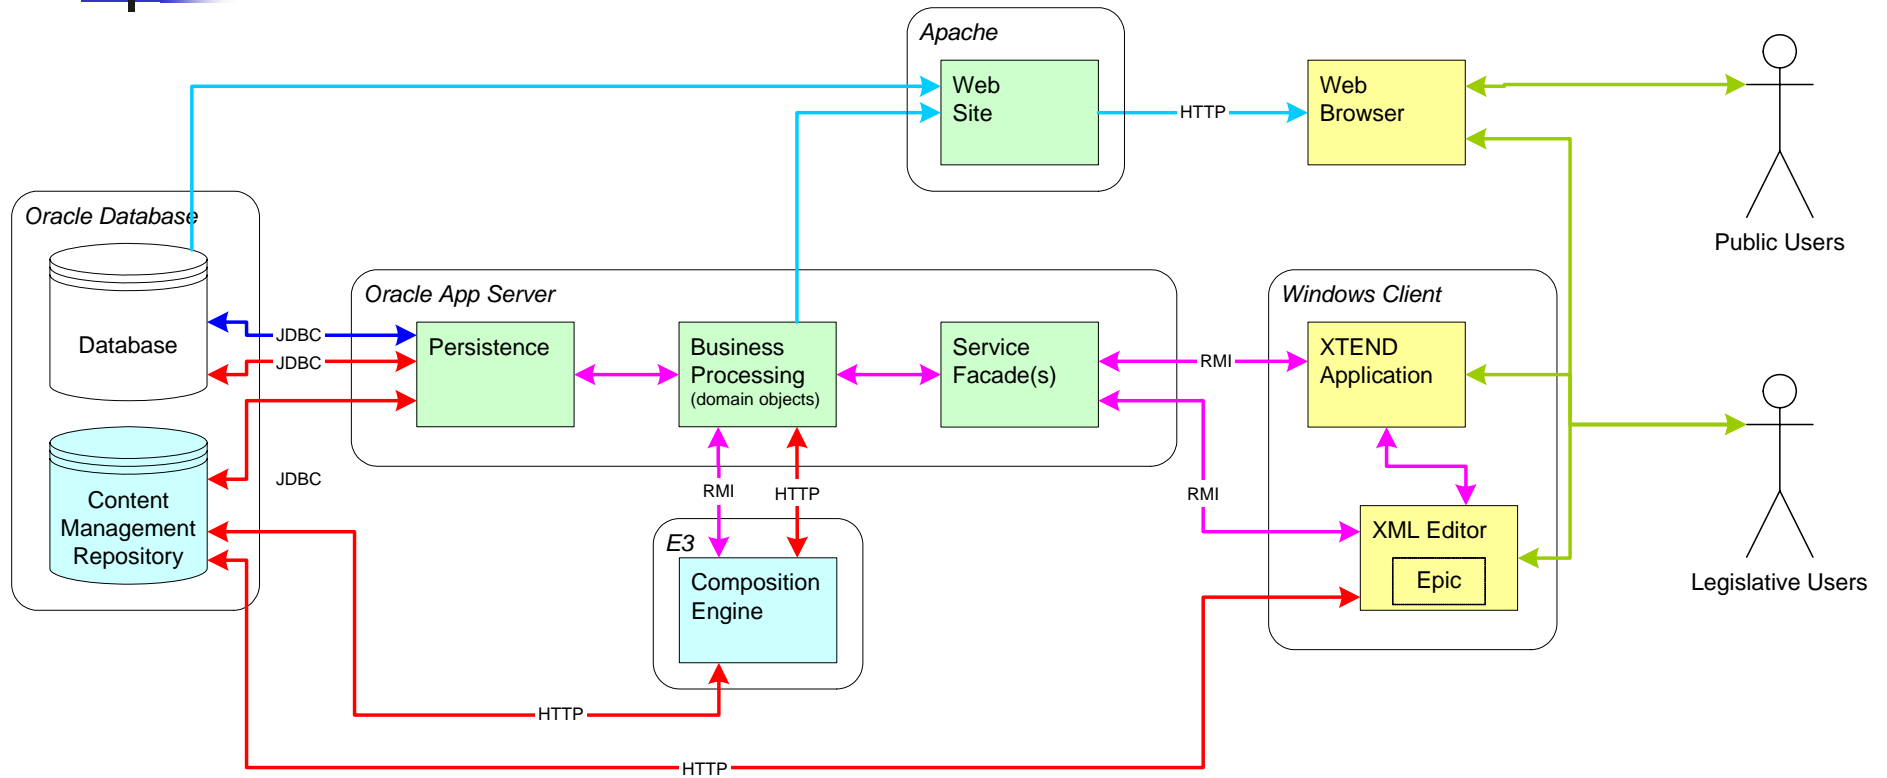 Apache
Web
Site
HTTP
Web
Browser
Public Users
Oracle Database
Database
JDBC
JDBC
Oracle App Server
Persistence
Business
Processing
(domain objects)
Service
Facade(s)
RMI
Windows Client
XTEND
Application
Content
Management
Repository
JDBC
RMI
HTTP
RMI
E3
Composition
Engine
XML Editor
Epic
Legislative Users
HTTP
HTTP